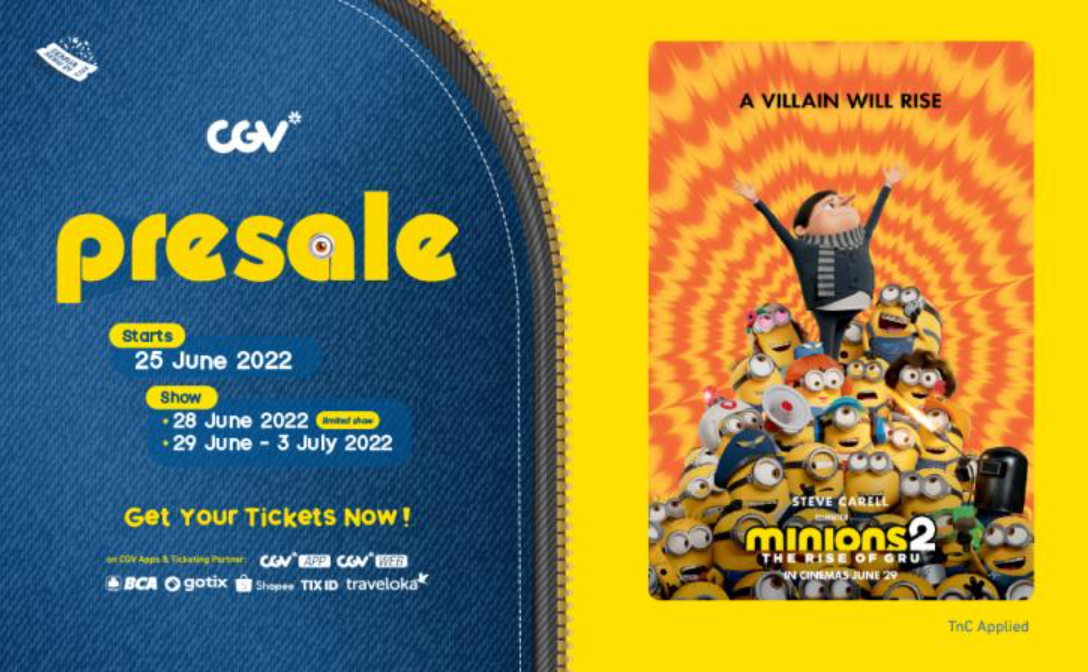 CGV*
presale
Starts
25 June 2022
Show
• 28 June 2022 limited show
• 29 June - 3 July 2022
Get Your Tickets Now!
on CGV Apps & Ticketing Partner: CGV* APP CGV* WEB
BCA gotix Shopee TIX ID traveloka
A VILLAIN WILL RISE
STEVE CARELL
minions2
THE RISE OF GRU
IN CINEMAS JUNE 29
TnC Applied